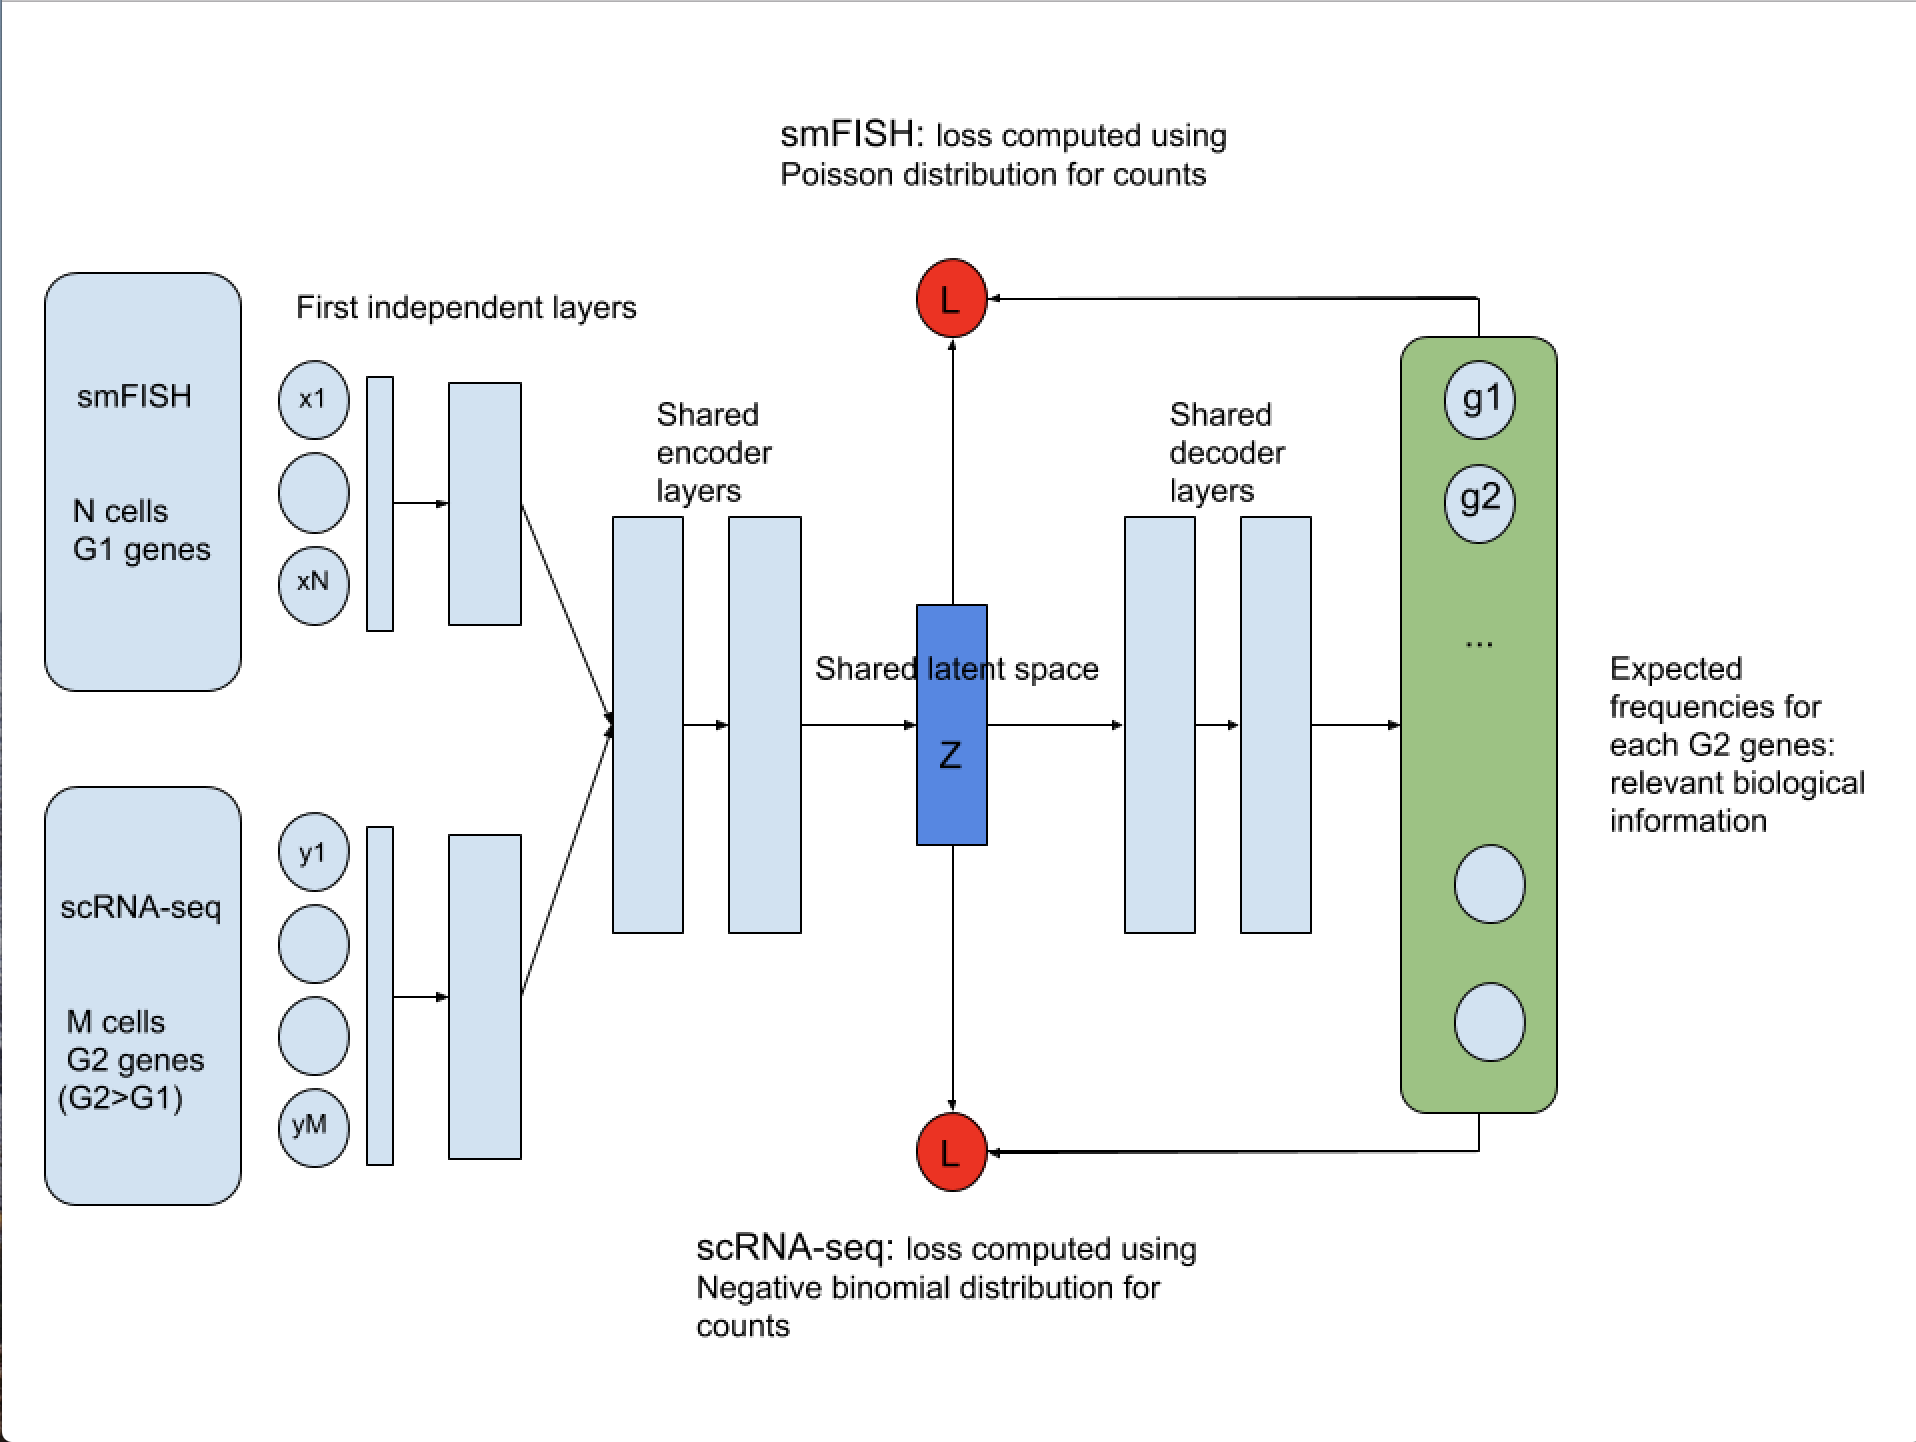 smFISH: loss computed using
Poisson distribution for counts
smFISH
N cells
G1 genes
First independent layers
x1
xN
Shared
encoder
layers
L
Shared latent space
Z
Shared
decoder
layers
g1
g2
...
Expected
frequencies for
each G2 genes:
relevant biological
information
scRNA-seq
M cells
G2 genes
(G2>G1)
y1
yM
L
scRNA-seq: loss computed using
Negative binomial distribution for
counts